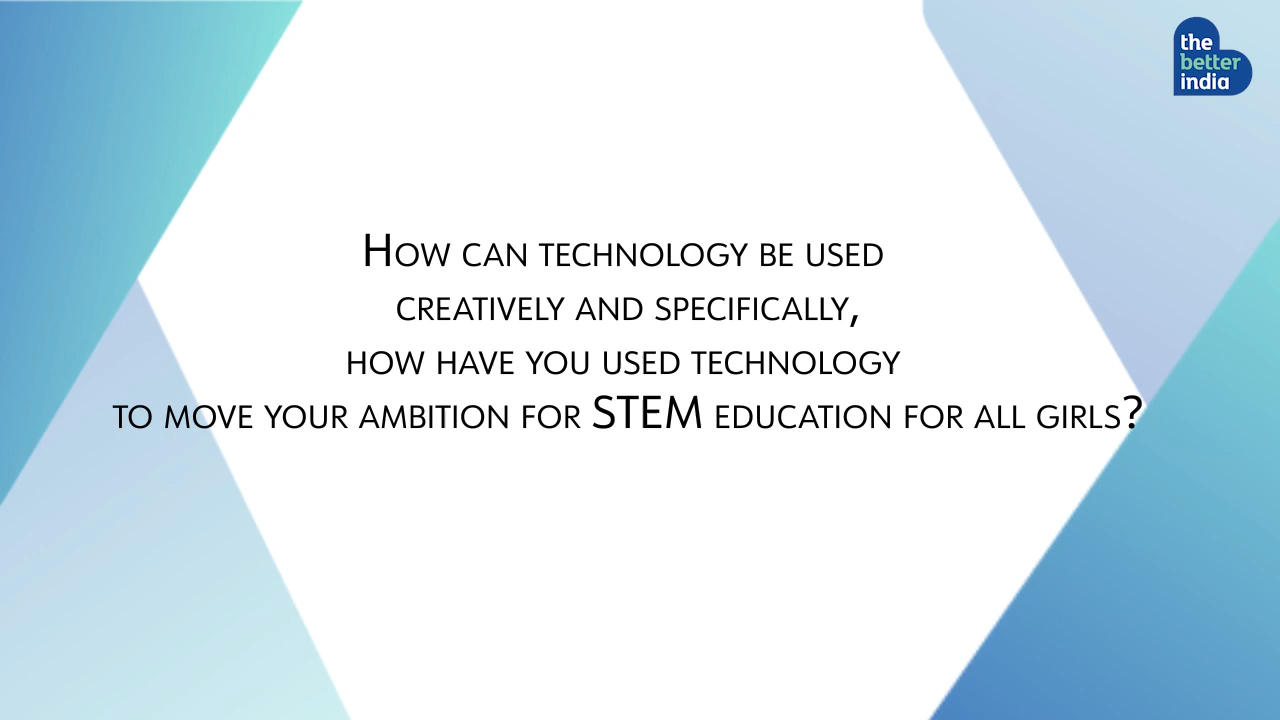 the
better
india
How can technology be used
creatively and specifically,
how have you used technology
to move your ambition for STEM education for all girls?